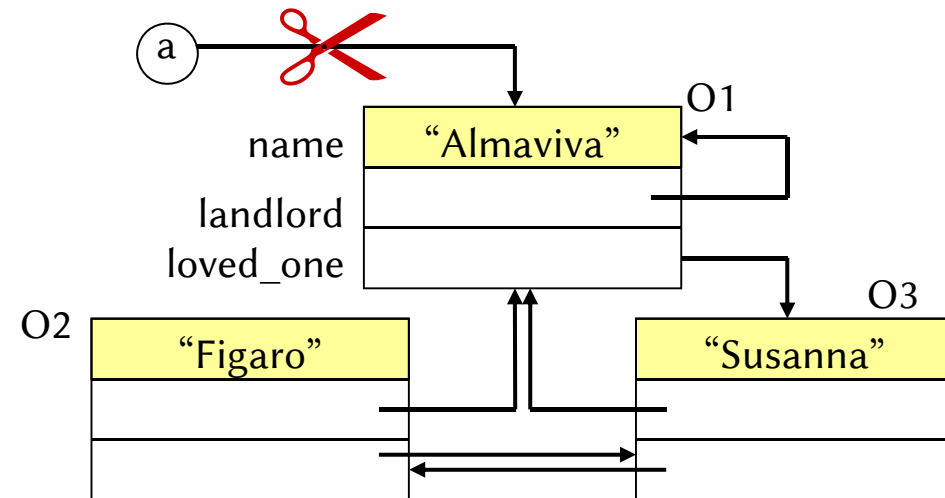 a
O1
name
“Almaviva”
landlord
loved_one
O3
O2
“Figaro”
“Susanna”